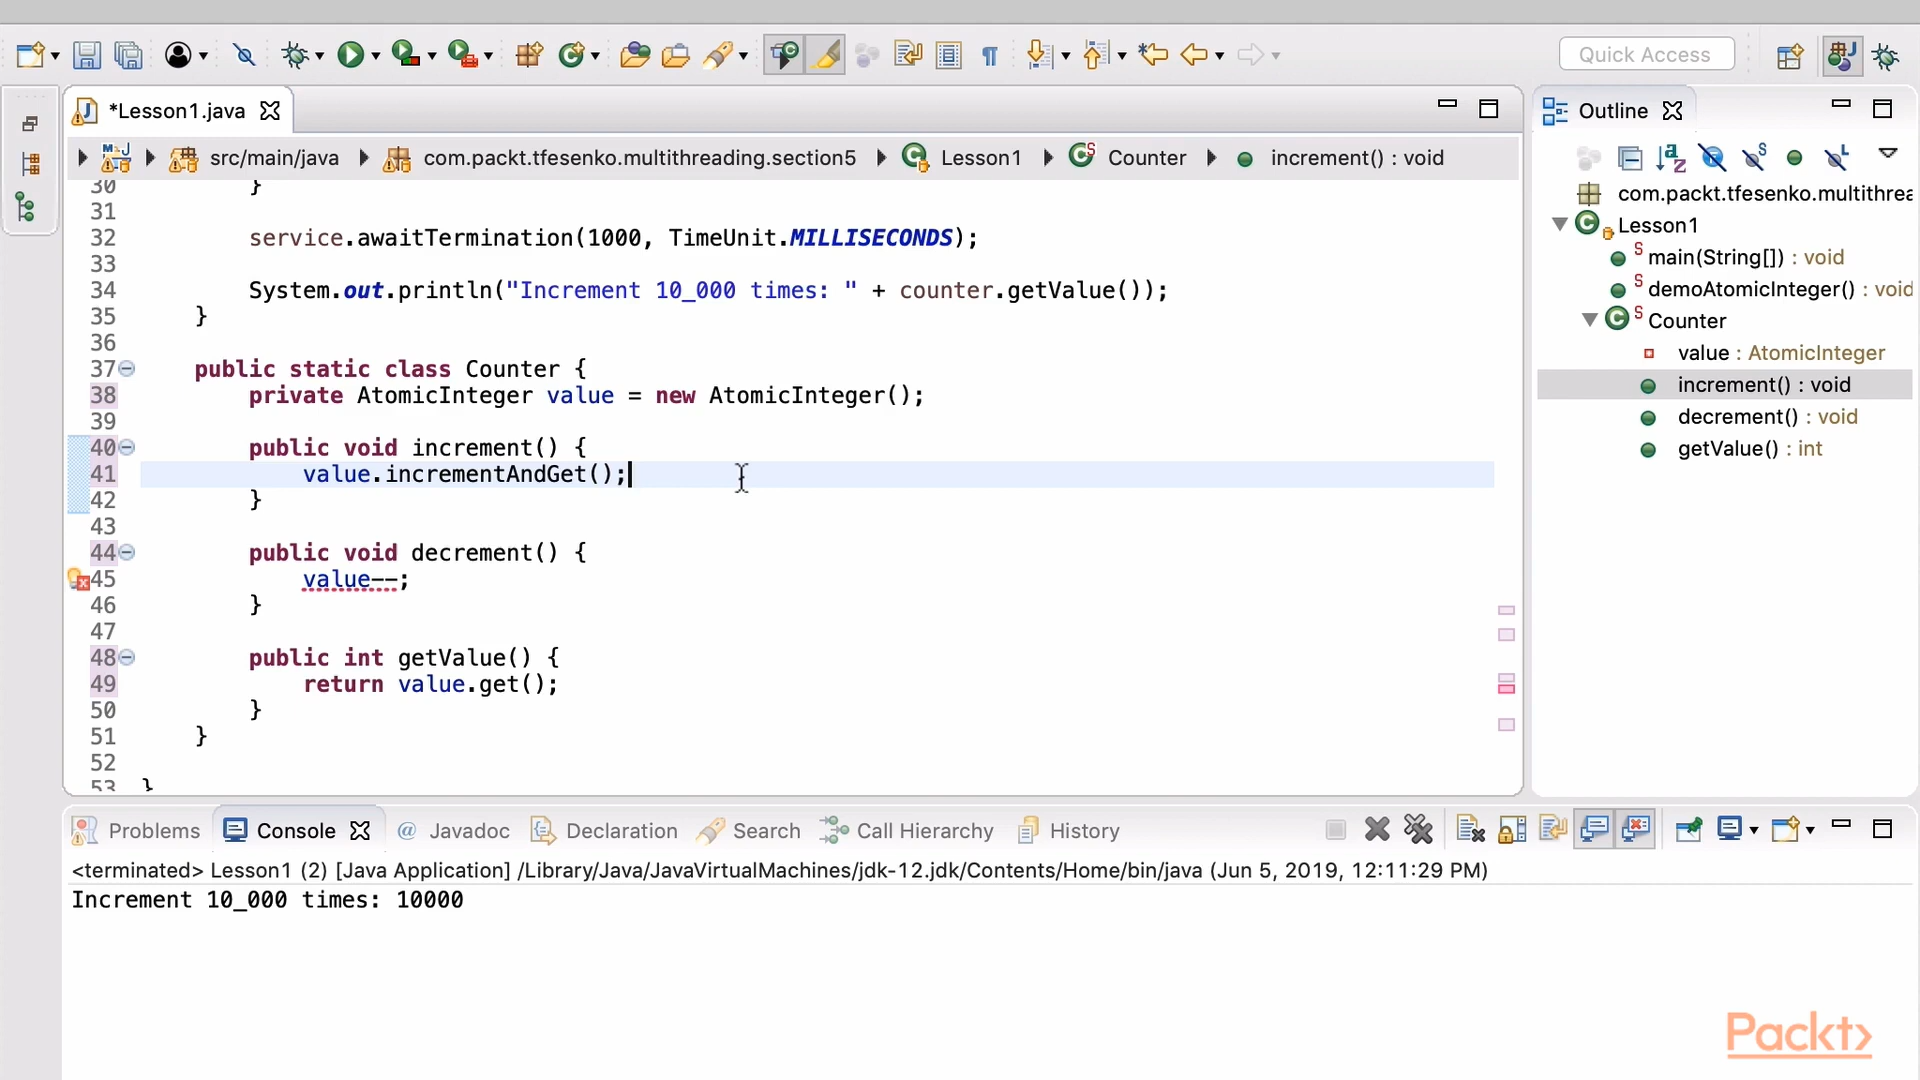 Quick Access
*Lesson1.java
src/main/java com.packt.tfesenko.multithreading.section5 Lesson1 Counter increment() : void
30 }
31
32 service.awaitTermination(1000, TimeUnit.MILLISECONDS);
33
34 System.out.println("Increment 10_000 times: " + counter.getValue());
35 }
36
37 public static class Counter {
38 private AtomicInteger value = new AtomicInteger();
39
40 public void increment() {
41 value.incrementAndGet();
42 }
43
44 public void decrement() {
45 value--;
46 }
47
48 public int getValue() {
49 return value.get();
50 }
51 }
52
53 }
Outline
com.packt.tfesenko.multithrea
Lesson1
main(String[]) : void
demoAtomicInteger() : void
Counter
value : AtomicInteger
increment() : void
decrement() : void
getValue() : int
Problems Console @ Javadoc Declaration Search Call Hierarchy History
<terminated> Lesson1 (2) [Java Application] /Library/Java/JavaVirtualMachines/jdk-12.jdk/Contents/Home/bin/java (Jun 5, 2019, 12:11:29 PM)
Increment 10_000 times: 10000
Packt>